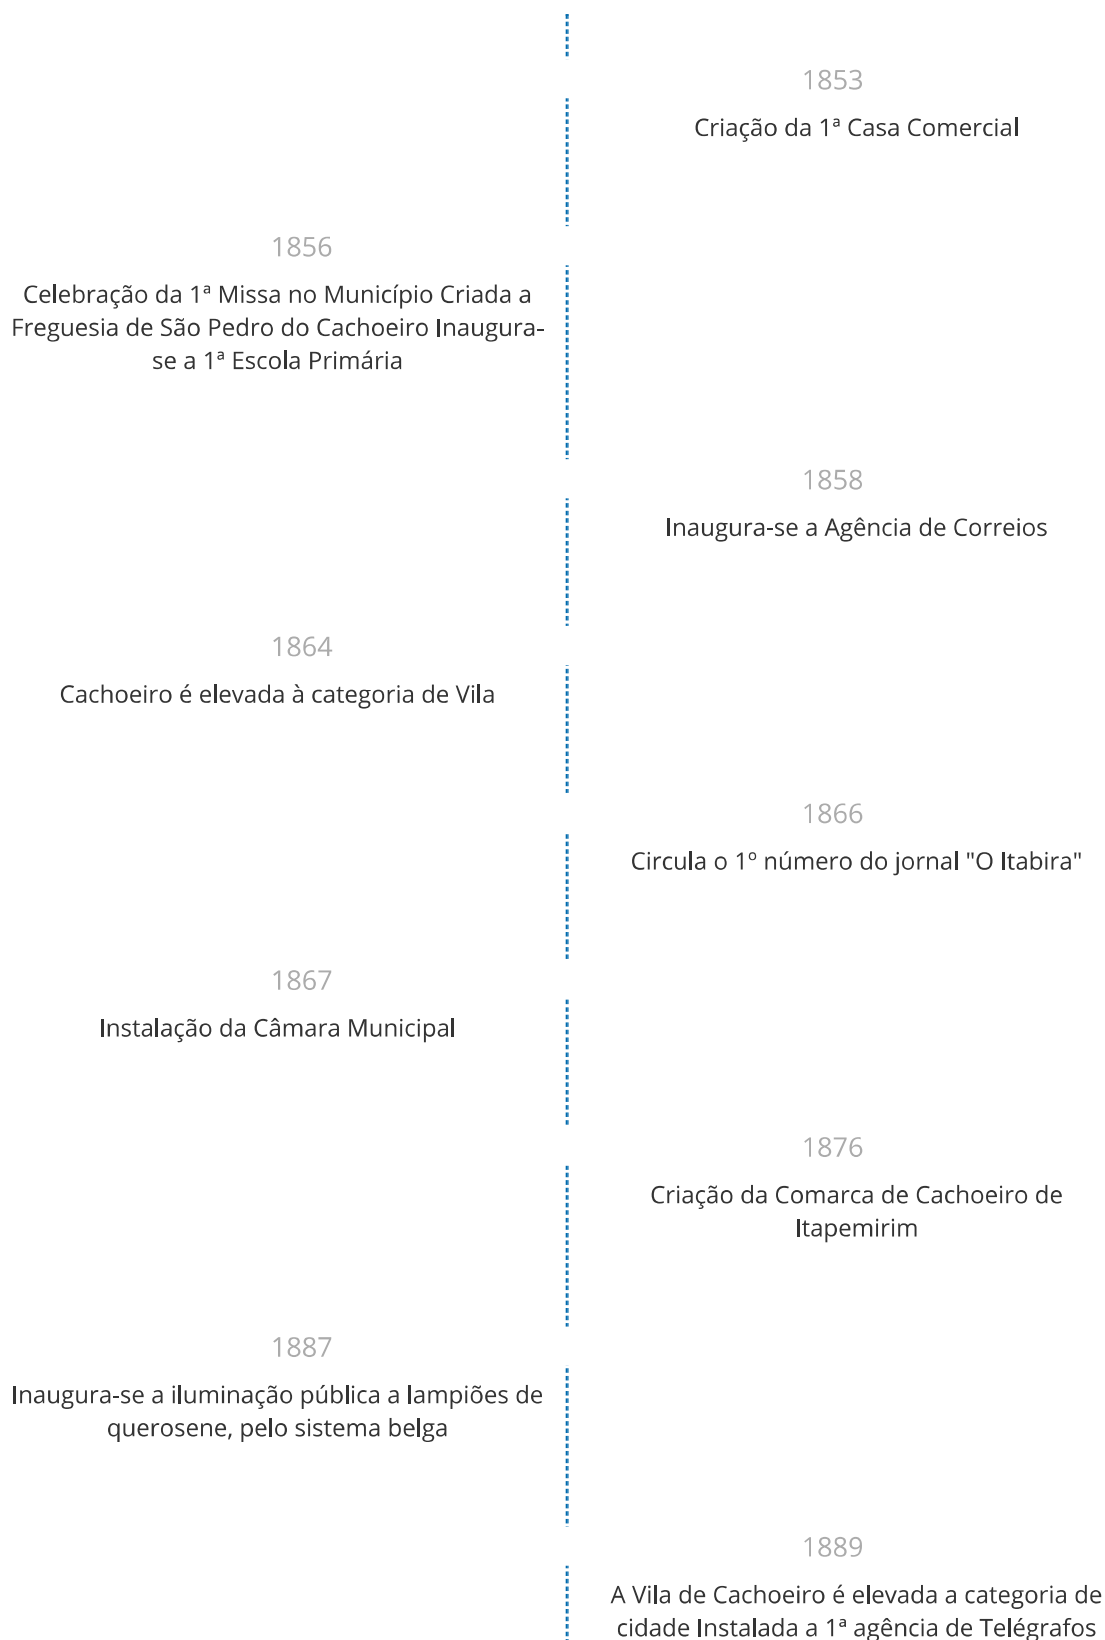 1853
Criação da 1ª Casa Comercial
1856
Celebração da 1ª Missa no Município Criada a
Freguesia de São Pedro do Cachoeiro Inaugura-
se a 1ª Escola Primária
1858
Inaugura-se a Agência de Correios
1864
Cachoeiro é elevada à categoria de Vila
1866
Circula o 1º número do jornal "O Itabira"
1867
Instalação da Câmara Municipal
1876
Criação da Comarca de Cachoeiro de
Itapemirim
1887
Inaugura-se a iluminação pública a lampiões de
querosene, pelo sistema belga
1889
A Vila de Cachoeiro é elevada a categoria de
cidade Instalada a 1ª agência de Telégrafos